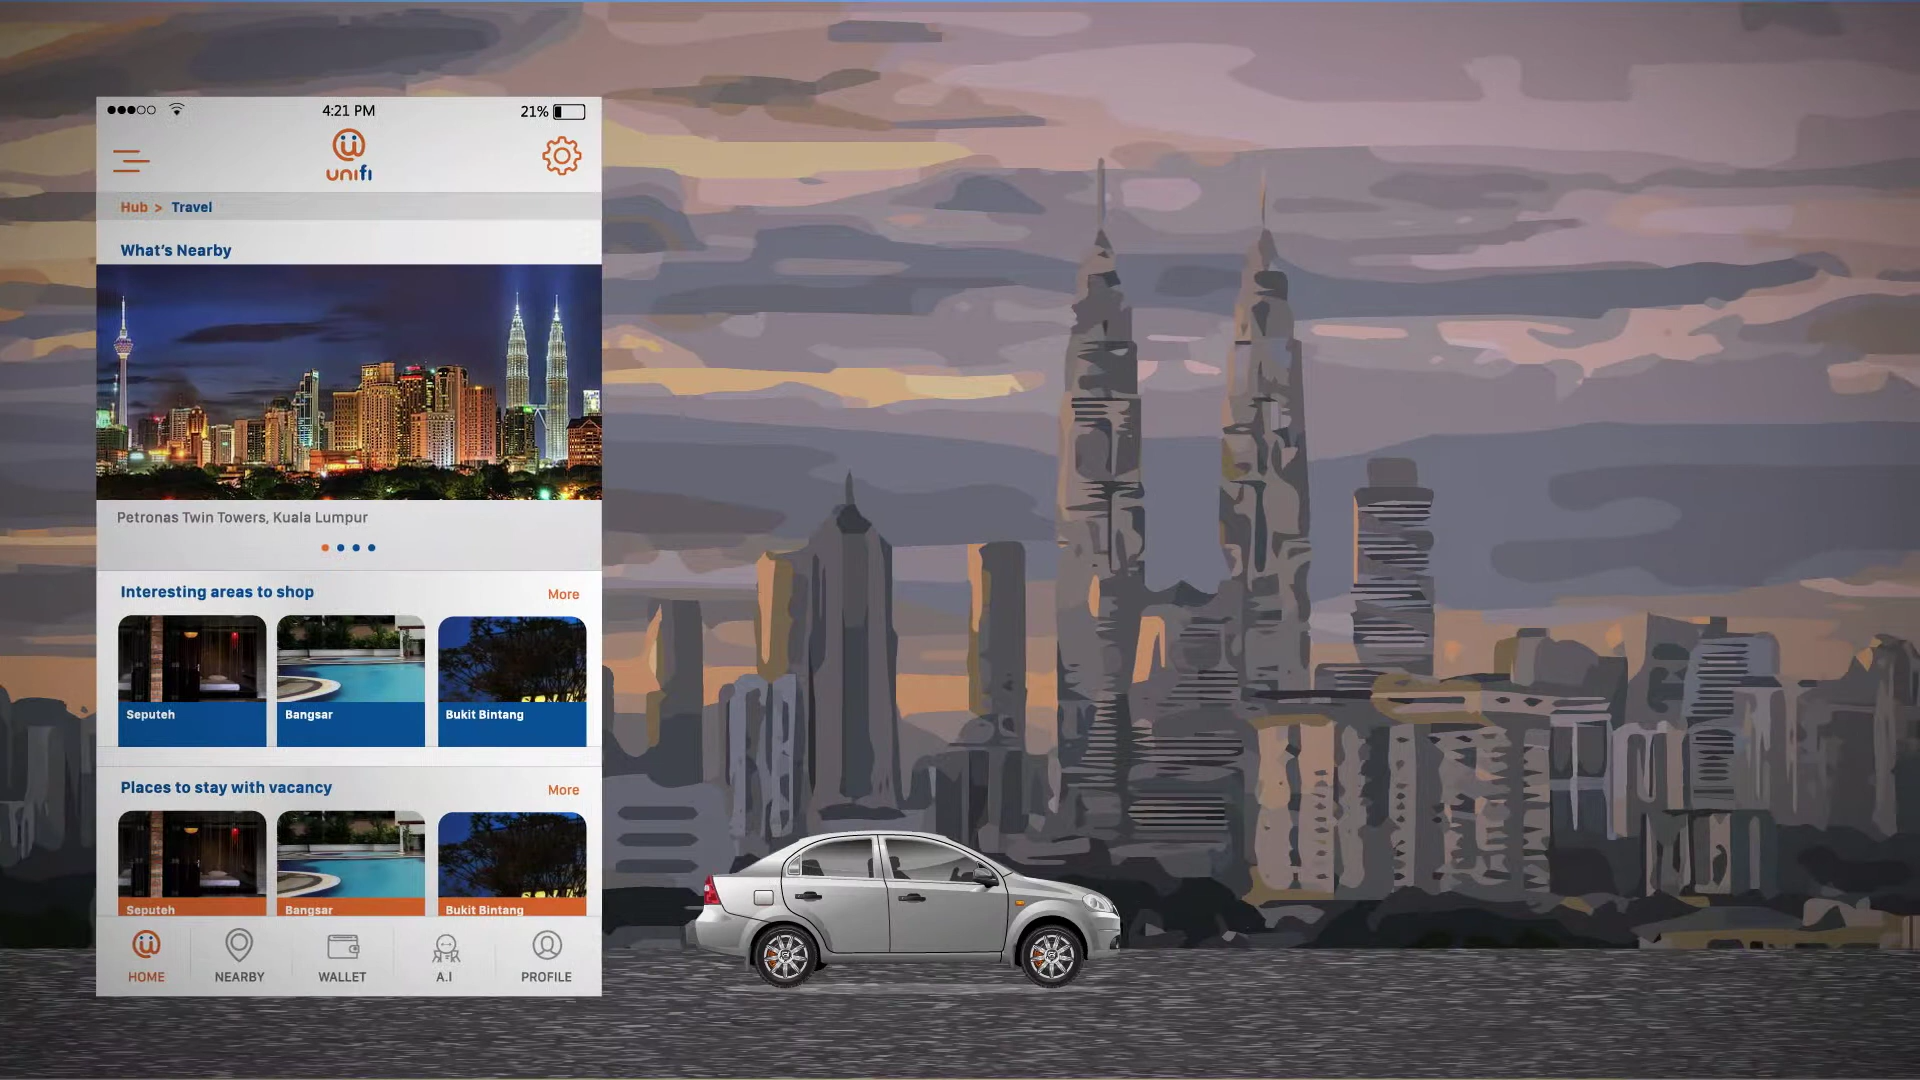 4:21 PM
21%
unifi
Hub > Travel
What's Nearby
Petronas Twin Towers, Kuala Lumpur
Interesting areas to shop
More
Seputeh
Bangsar
Bukit Bintang
Places to stay with vacancy
More
Seputeh
Bangsar
Bukit Bintang
HOME
NEARBY
WALLET
A.I
PROFILE